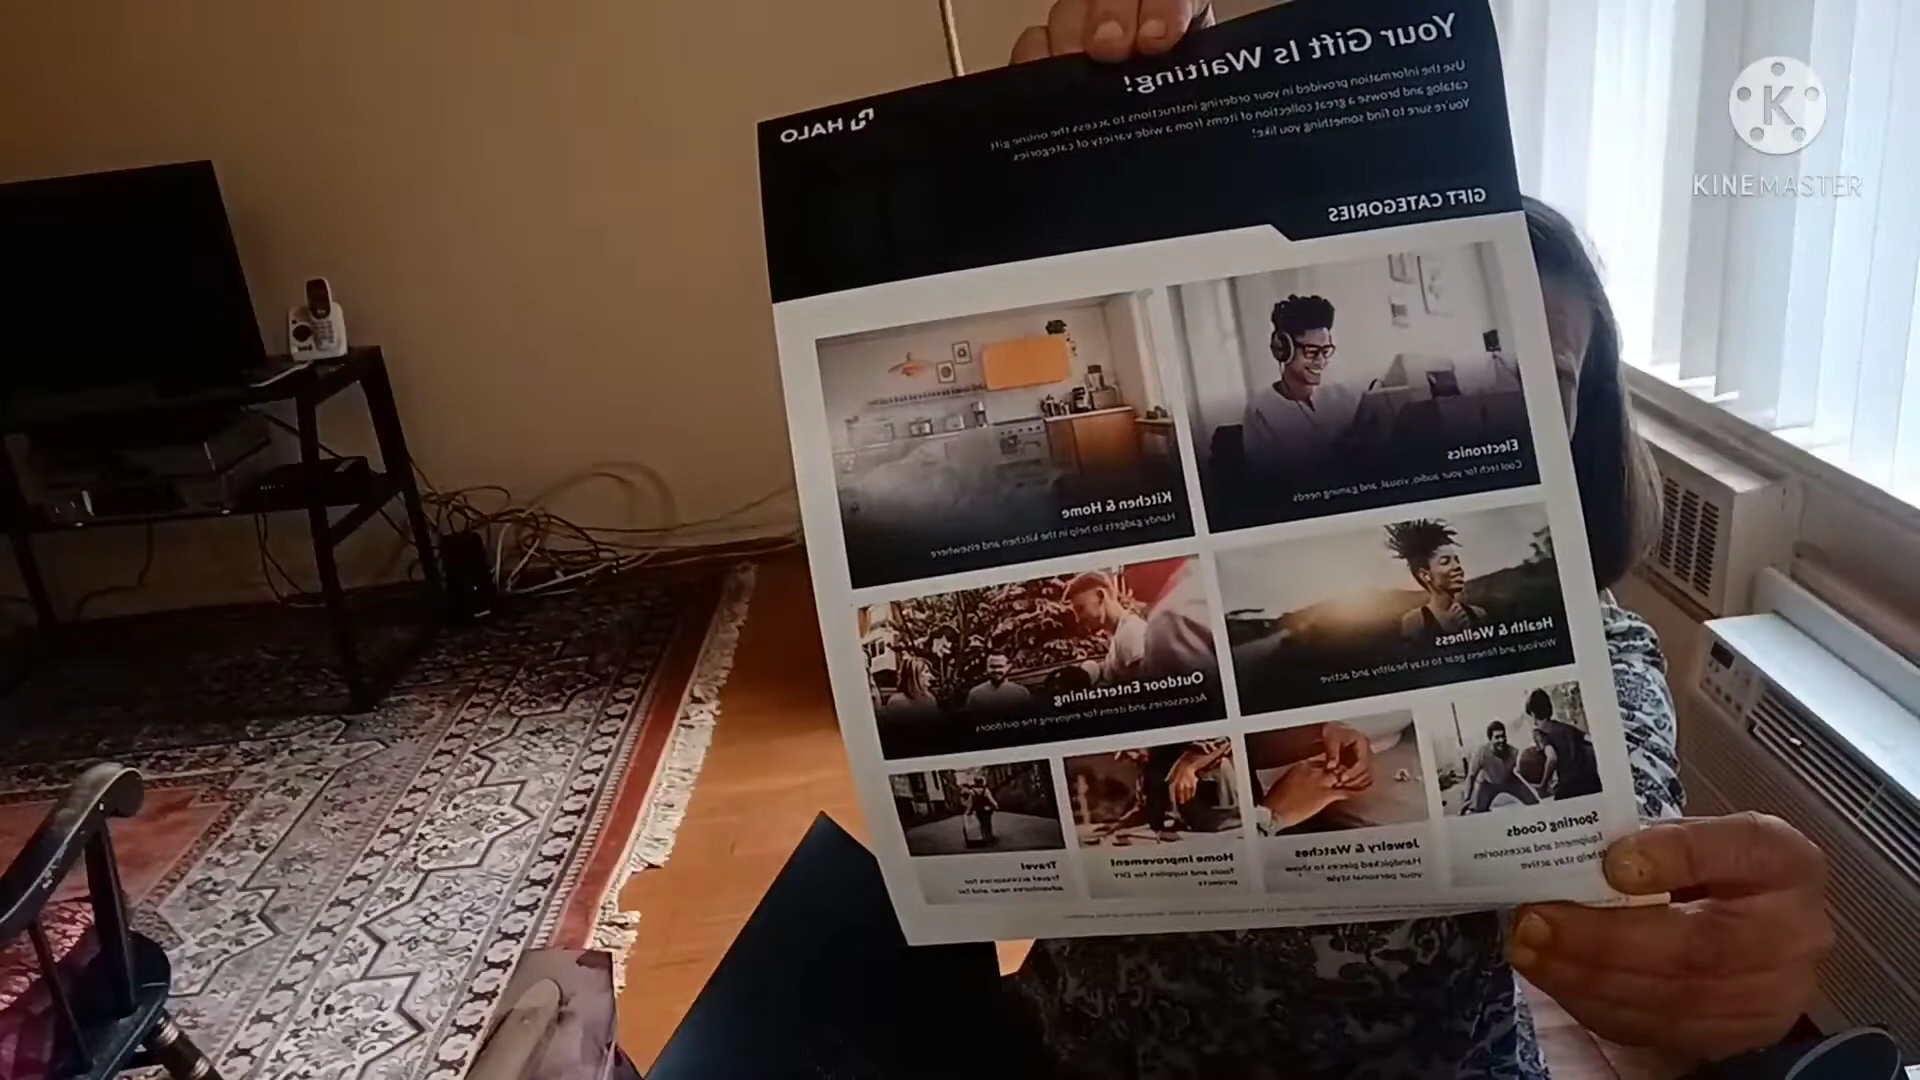 Your Gift Is Waiting!
Use the information provided in your ordering instructions to access the online gift
catalog and browse a great collection of items from a wide variety of categories.
You're sure to find something you like!
HALO
KINEMASTER
GIFT CATEGORIES
Electronics
Cool tech for your audio, visual, and gaming needs
Kitchen & Home
Handy gadgets to help in the kitchen and elsewhere
Health & Wellness
Workout and fitness gear to stay healthy and active
Outdoor Entertaining
Accessories and items for enjoying the outdoors
Sporting Goods
Equipment and accessories
to help stay active
Jewelry & Watches
Handpicked pieces to show
your personal style
Home Improvement
Tools and supplies for DIY
projects
Travel
Travel accessories for
adventures near and far